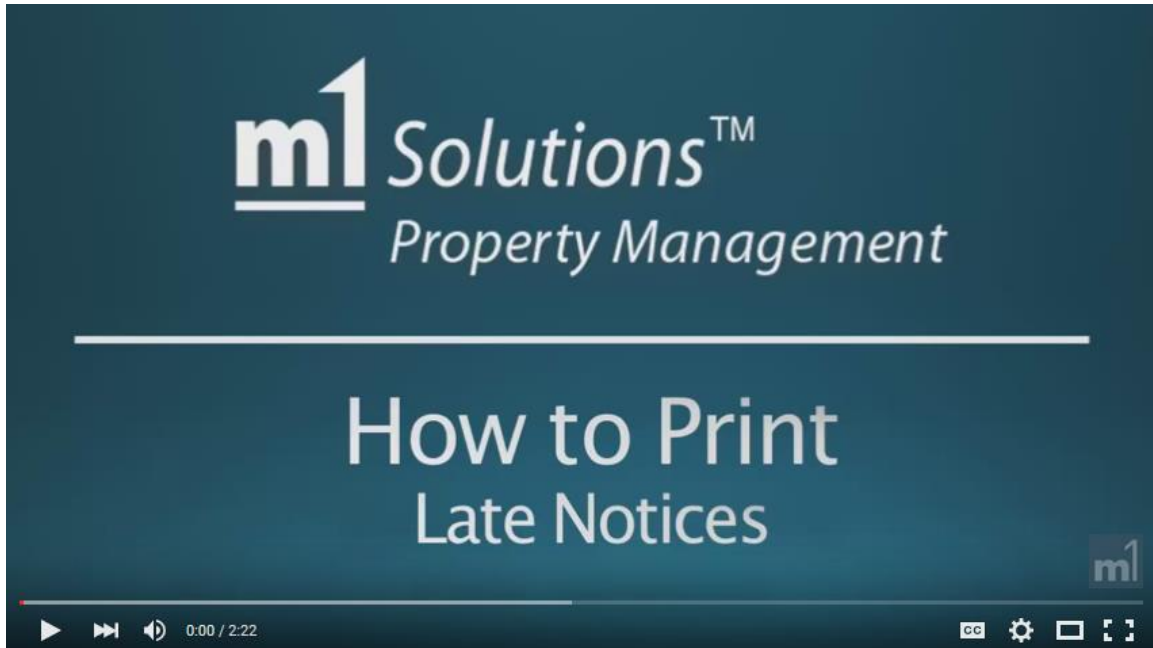 m1 Solutions™
Property Management
How to Print
Late Notices
m1
0:00 / 2:22
CC